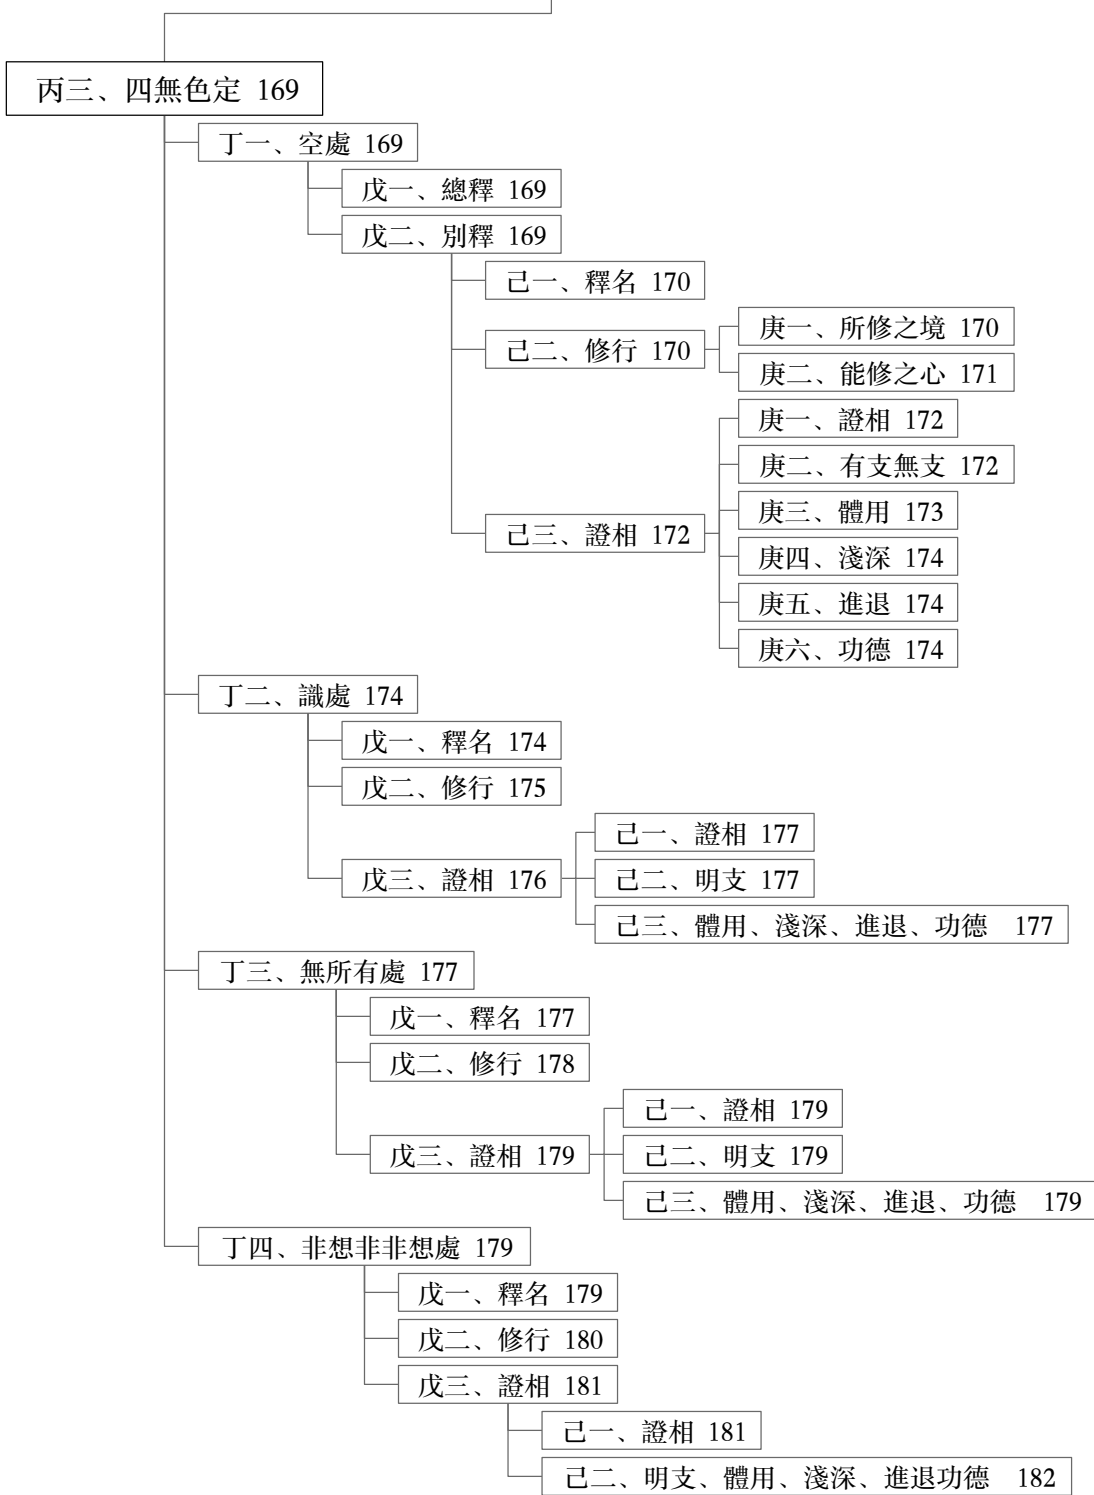 丙三、四無色定 169
丁一、空處 169
戊一、總釋 169
戊二、別釋 169
己一、釋名 170
己二、修行 170
庚一、所修之境 170
庚二、能修之心 171
己三、證相 172
庚一、證相 172
庚二、有支無支 172
庚三、體用 173
庚四、淺深 174
庚五、進退 174
庚六、功德 174
丁二、識處 174
戊一、釋名 174
戊二、修行 175
戊三、證相 176
己一、證相 177
己二、明支 177
己三、體用、淺深、進退、功德 177
丁三、無所有處 177
戊一、釋名 177
戊二、修行 178
戊三、證相 179
己一、證相 179
己二、明支 179
己三、體用、淺深、進退、功德 179
丁四、非想非非想處 179
戊一、釋名 179
戊二、修行 180
戊三、證相 181
己一、證相 181
己二、明支、體用、淺深、進退功德 182